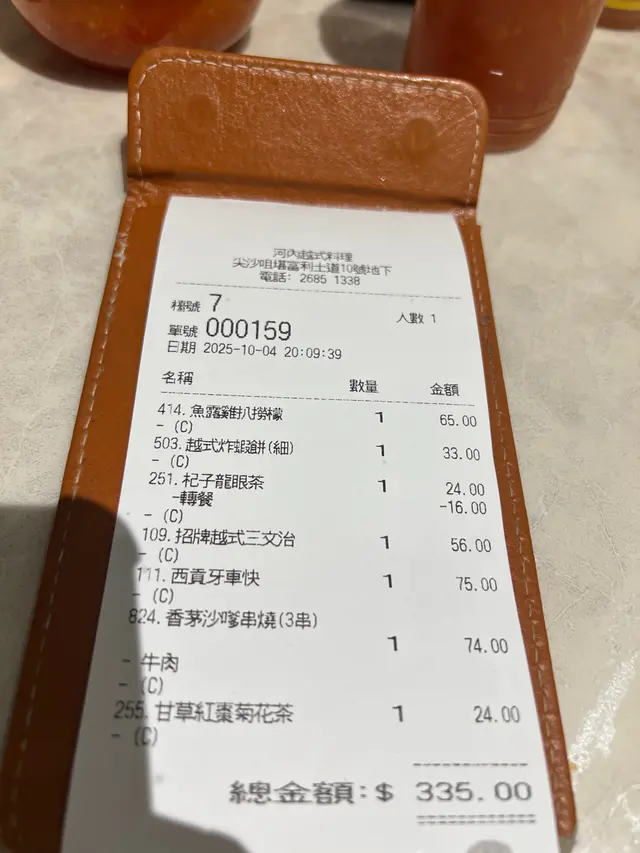 河內越式料理
尖沙咀堪富利士道10號地下
電話: 2685 1338
檯號 7
人數 1
單號 000159
日期 2025-10-04 20:09:39
名稱 數量 金額
414. 魚露雞扒撈檬 1 65.00
- (C)
503. 越式炸蝦餅(細) 1 33.00
- (C)
251. 杞子龍眼茶 1 24.00
-轉餐 -16.00
- (C)
109. 招牌越式三文治 1 56.00
- (C)
111. 西貢牙車快 1 75.00
- (C)
824. 香茅沙嗲串燒(3串)
1 74.00
- 牛肉
- (C)
255. 甘草紅棗菊花茶 1 24.00
- (C)
總金額: $ 335.00